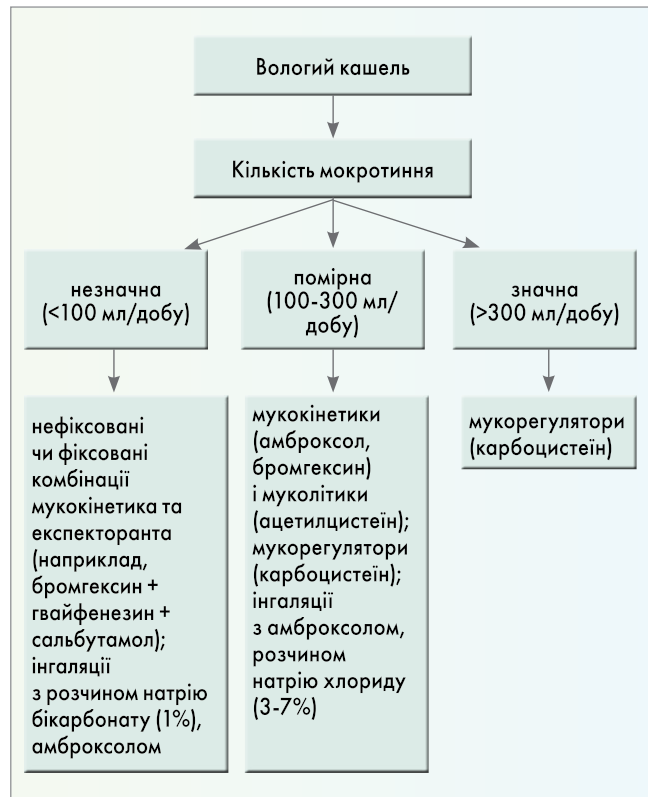 Вологий кашель
Кількість мокротиння
незначна
(<100 мл/добу)
помірна
(100-300 мл/
добу)
значна
(>300 мл/добу)
нефіксовані
чи фіксовані
комбінації
мукокінетика та
експекторанта
(наприклад,
бромгексин +
гвайфенезин +
сальбутамол);
інгаляції
з розчином натрію
бікарбонату (1%),
амброксолом
мукокінетики
(амброксол,
бромгексин)
і муколітики
(ацетилцистеїн);
мукорегулятори
(карбоцистеїн);
інгаляції
з амброксолом,
розчином
натрію хлориду
(3-7%)
мукорегулятори
(карбоцистеїн)